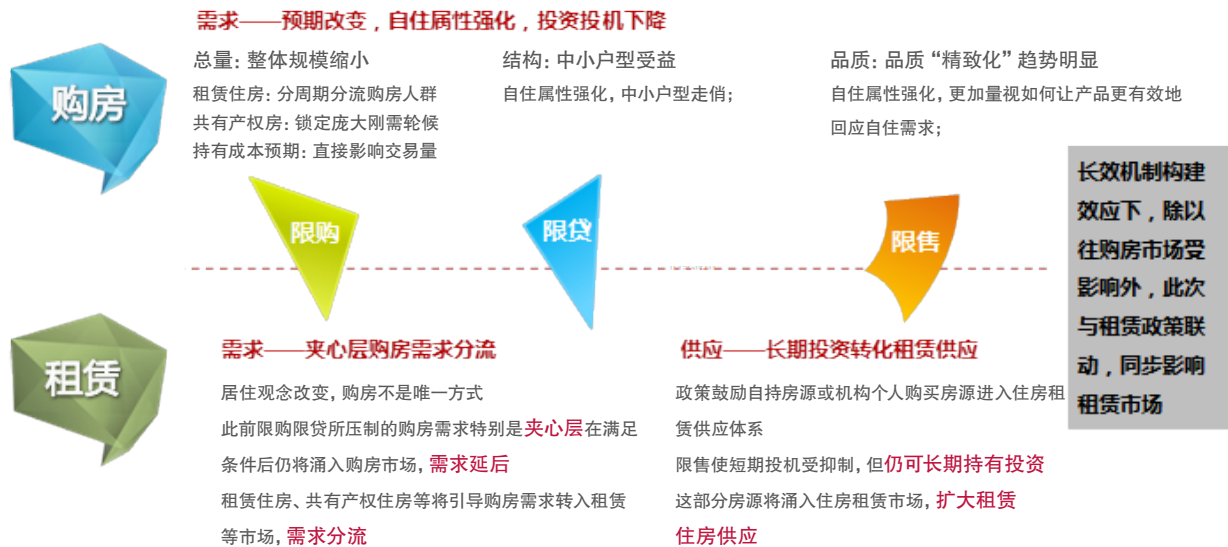 需求——预期改变，自住属性强化，投资投机下降
购房
总量：整体规模缩小
租赁住房：分周期分流购房人群
共有产权房：锁定庞大刚需轮候
持有成本预期：直接影响交易量
结构：中小户型受益
自住属性强化，中小户型走俏；
品质：品质“精致化”趋势明显
自住属性强化，更加量视如何让产品更有效地
回应自住需求；
限购
限贷
限售
长效机制构建
效应下，除以
往购房市场受
影响外，此次
与租赁政策联
动，同步影响
租赁市场
租赁
需求——夹心层购房需求分流
居住观念改变，购房不是唯一方式
此前限购限贷所压制的购房需求特别是夹心层在满足
条件后仍将涌入购房市场，需求延后
租赁住房、共有产权住房等将引导购房需求转入租赁
等市场，需求分流
供应——长期投资转化租赁供应
政策鼓励自持房源或机构个人购买房源进入住房租
赁供应体系
限售使短期投机受抑制，但仍可长期持有投资
这部分房源将涌入住房租赁市场，扩大租赁
住房供应